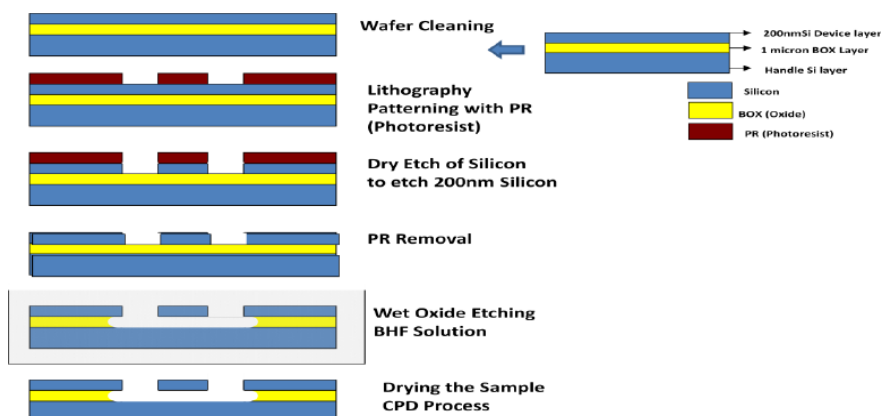 Wafer Cleaning
200nmSi Device layer
1 micron BOX Layer
Handle Si layer
Silicon
BOX (Oxide)
PR (Photoresist)
Lithography
Patterning with PR
(Photoresist)
Dry Etch of Silicon
to etch 200nm Silicon
PR Removal
Wet Oxide Etching
BHF Solution
Drying the Sample
CPD Process